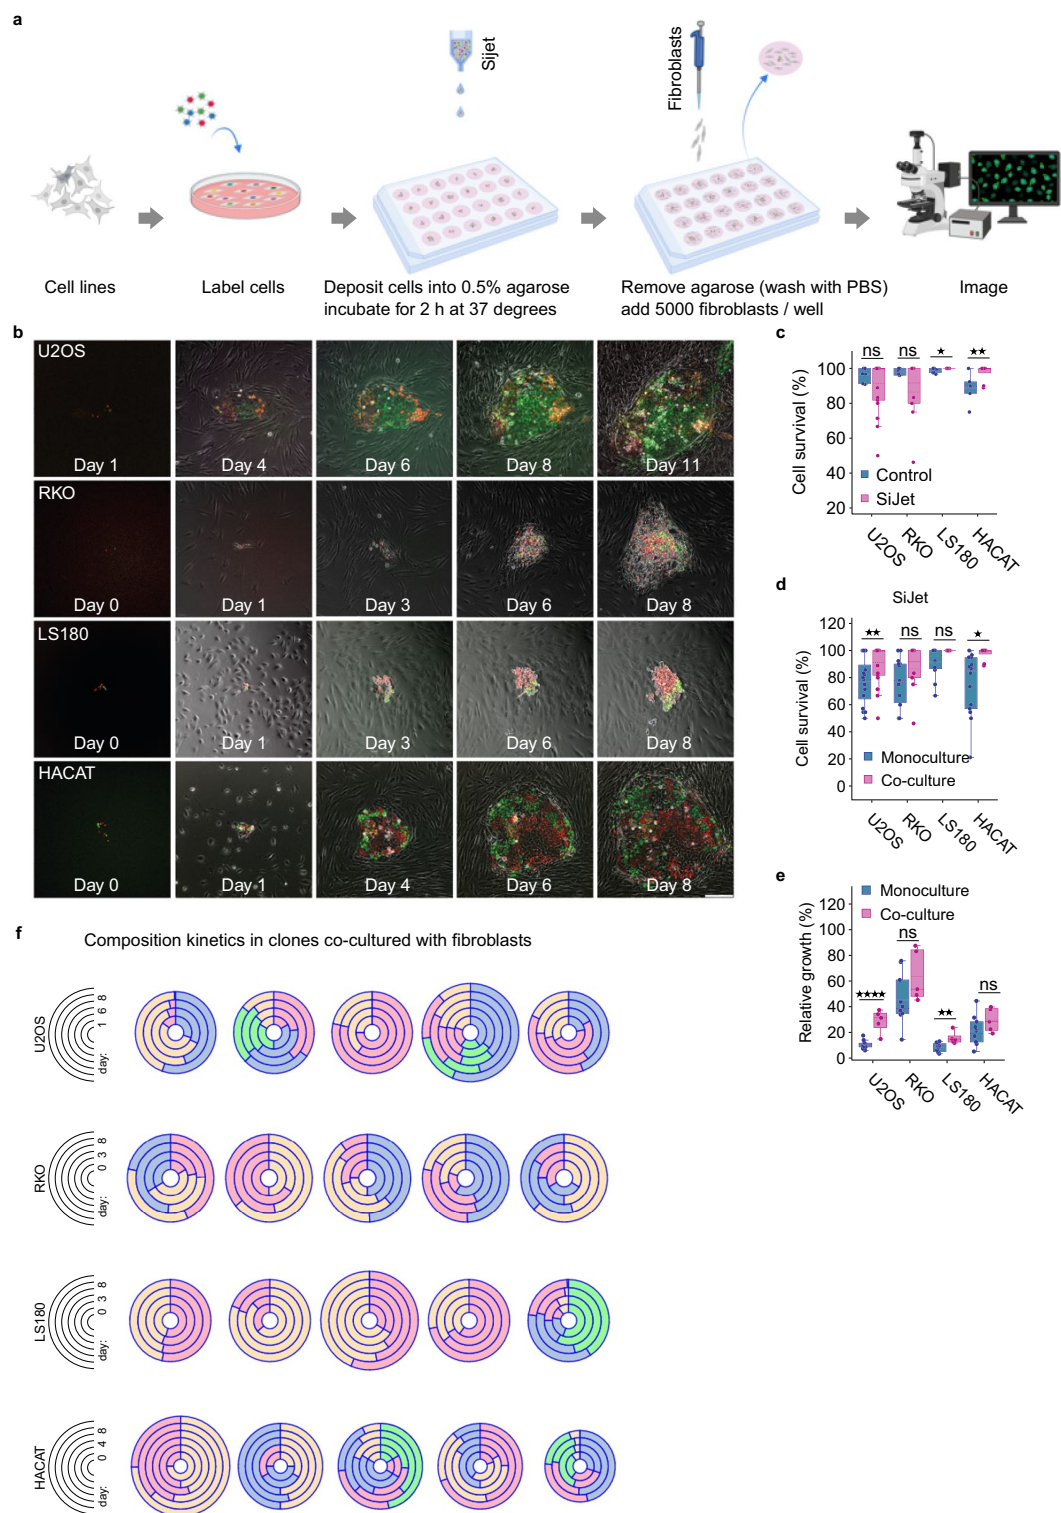 a
Sijet
Fibroblasts
Cell lines
Label cells
Deposit cells into 0.5% agarose
incubate for 2 h at 37 degrees
Remove agarose (wash with PBS)
add 5000 fibroblasts / well
Image
b
U2OS
Day 1
Day 4
Day 6
Day 8
Day 11
RKO
Day 0
Day 1
Day 3
Day 6
Day 8
LS180
Day 0
Day 1
Day 3
Day 6
Day 8
HACAT
Day 0
Day 1
Day 4
Day 6
Day 8
c
ns
ns
★
★★
Cell survival (%)
100
80
60
40
20
Control
SiJet
U2OS
RKO
LS180
HACAT
d
SiJet
★★
ns
ns
★
Cell survival (%)
120
100
80
60
40
20
0
Monoculture
Co-culture
U2OS
RKO
LS180
HACAT
e
Monoculture
Co-culture
ns
★★★★
★★
ns
Relative growth (%)
120
100
80
60
40
20
0
U2OS
RKO
LS180
HACAT
f
Composition kinetics in clones co-cultured with fibroblasts
U2OS
day: 1 6 8
RKO
day: 0 3 8
LS180
day: 0 3 8
HACAT
day: 0 4 8